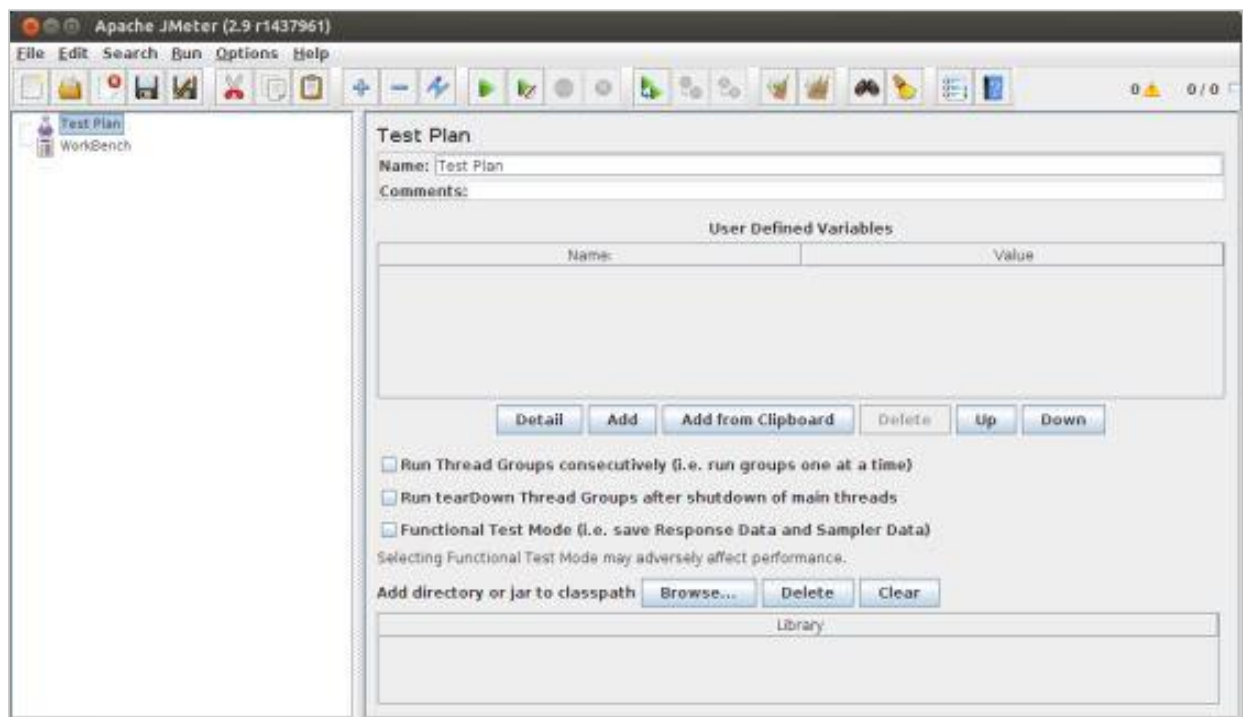 Apache JMeter (2.9 r1437961)
File Edit Search Run Options Help
0 0 / 0
Test Plan
WorkBench
Test Plan
Name: Test Plan
Comments:
User Defined Variables
Name: Value
Detail Add Add from Clipboard Delete Up Down
Run Thread Groups consecutively (i.e. run groups one at a time)
Run tearDown Thread Groups after shutdown of main threads
Functional Test Mode (i.e. save Response Data and Sampler Data)
Selecting Functional Test Mode may adversely affect performance.
Add directory or jar to classpath Browse... Delete Clear
Library